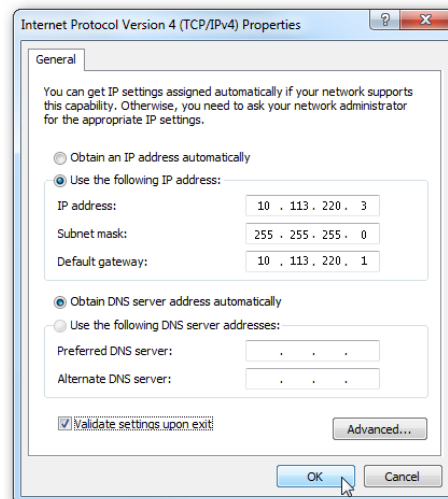 Internet Protocol Version 4 (TCP/IPv4) Properties
?
General
You can get IP settings assigned automatically if your network supports
this capability. Otherwise, you need to ask your network administrator
for the appropriate IP settings.
Obtain an IP address automatically
Use the following IP address:
IP address: 10 . 113 . 220 . 3
Subnet mask: 255 . 255 . 255 . 0
Default gateway: 10 . 113 . 220 . 1
Obtain DNS server address automatically
Use the following DNS server addresses:
Preferred DNS server: . . .
Alternate DNS server: . . .
Validate settings upon exit
Advanced...
OK Cancel